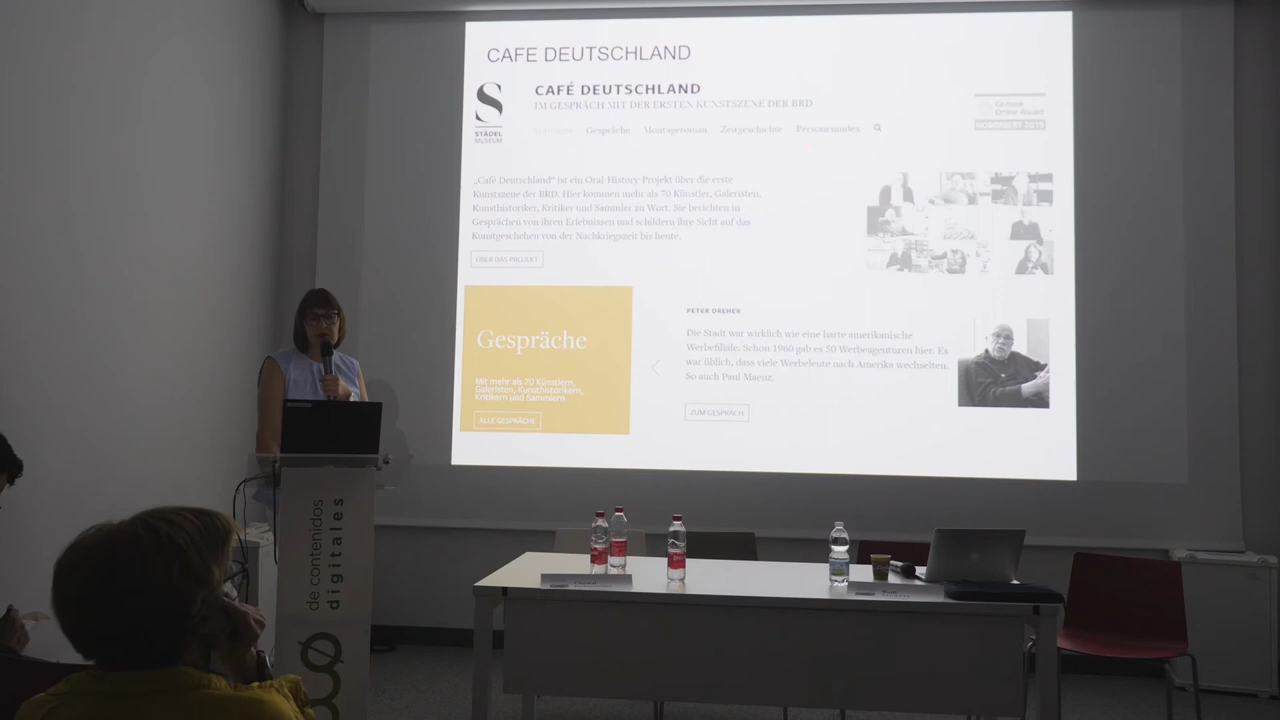 CAFE DEUTSCHLAND
CAFÉ DEUTSCHLAND
IM GESPRÄCH MIT DER ERSTEN KUNSTSZENE DER BRD
STÄDEL
MUSEUM
Startseite Gespräche Montageroman Zeitgeschichte Personenindex
Grimme
Online Award
NOMINIERT 2019
„Café Deutschland“ ist ein Oral-History-Projekt über die erste
Kunstszene der BRD. Hier kommen mehr als 70 Künstler, Galeristen,
Kunsthistoriker, Kritiker und Sammler zu Wort. Sie berichten in
Gesprächen von ihren Erlebnissen und schildern ihre Sicht auf das
Kunstgeschehen von der Nachkriegszeit bis heute.
ÜBER DAS PROJEKT
Gespräche
Mit mehr als 70 Künstlern,
Galeristen, Kunsthistorikern,
Kritikern und Sammlern
ALLE GESPRÄCHE
PETER DREHER
Die Stadt war wirklich wie eine harte amerikanische
Werbefiliale. Schon 1960 gab es 50 Werbeagenturen hier. Es
war üblich, dass viele Werbeleute nach Amerika wechselten.
So auch Paul Maenz.
ZUM GESPRÄCH
de contenidos
digitales